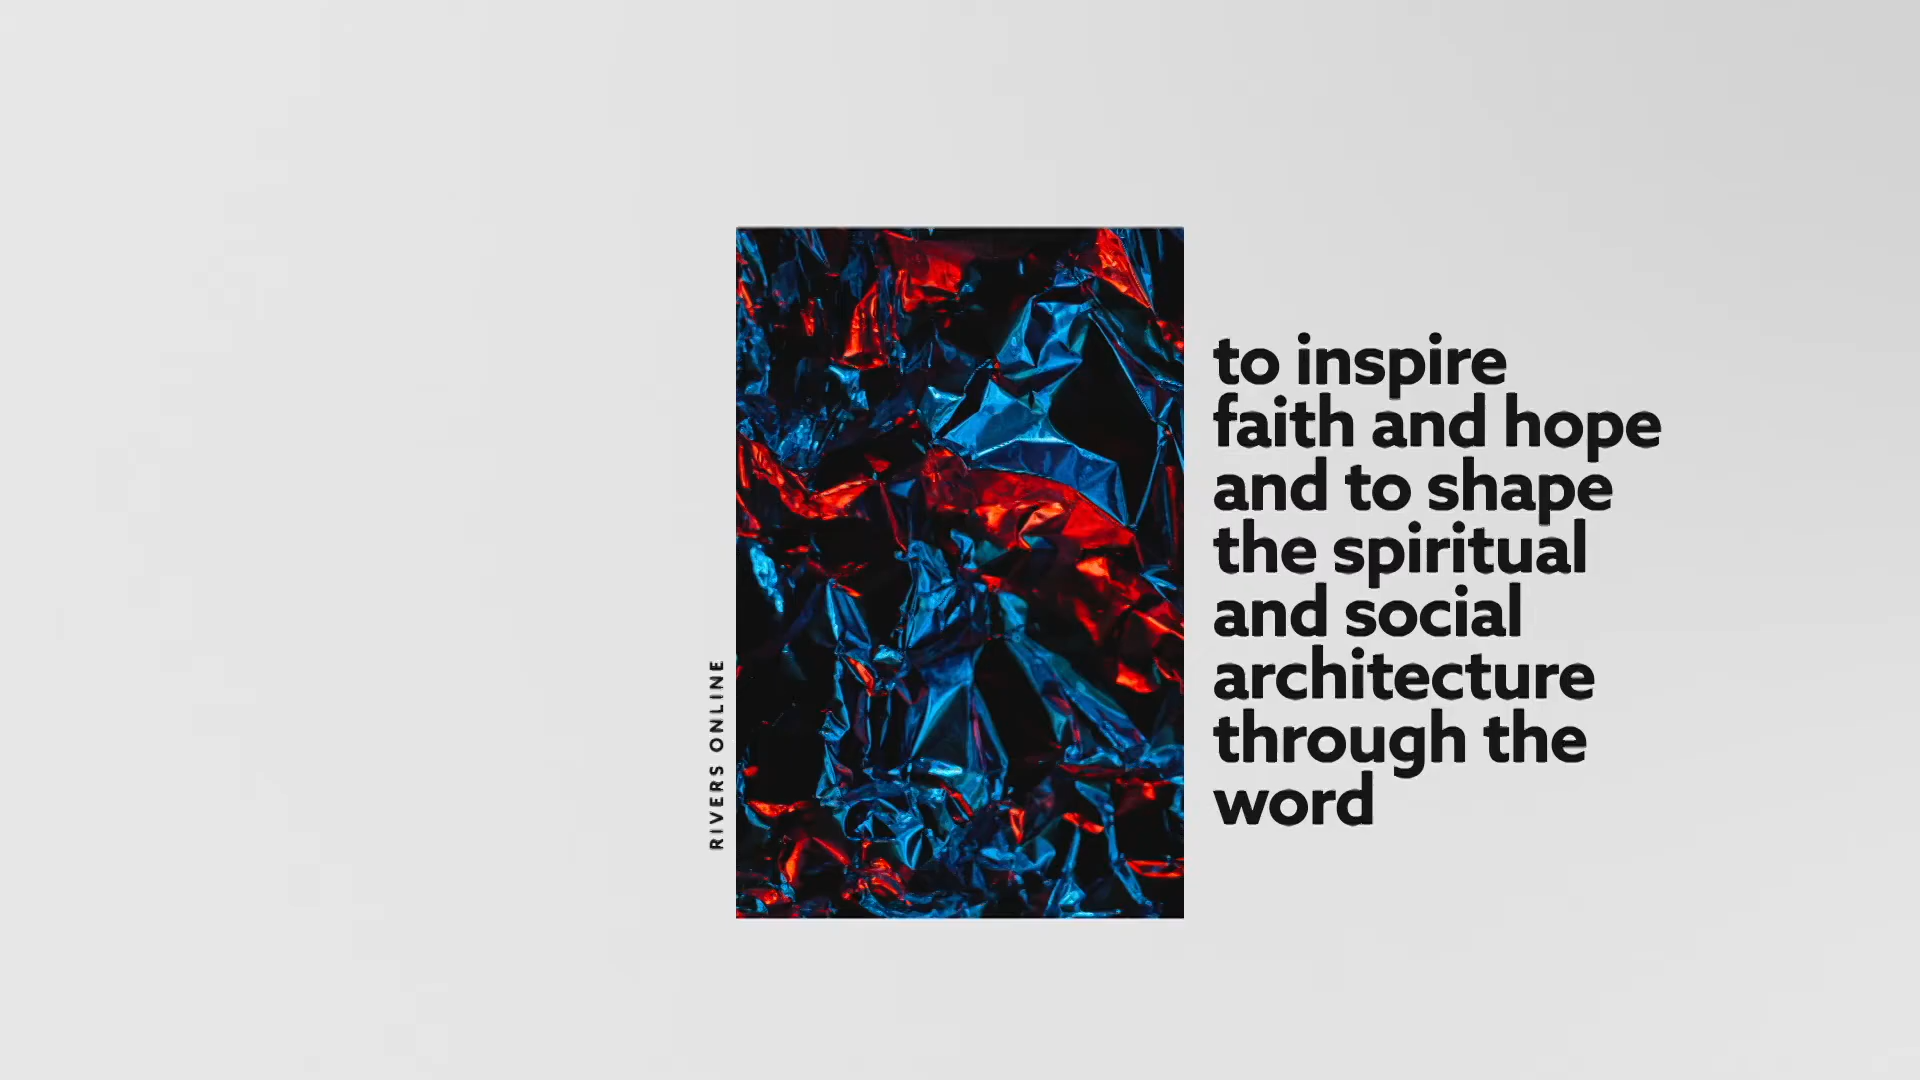 RIVERS ONLINE
to inspire
faith and hope
and to shape
the spiritual
and social
architecture
through the
word